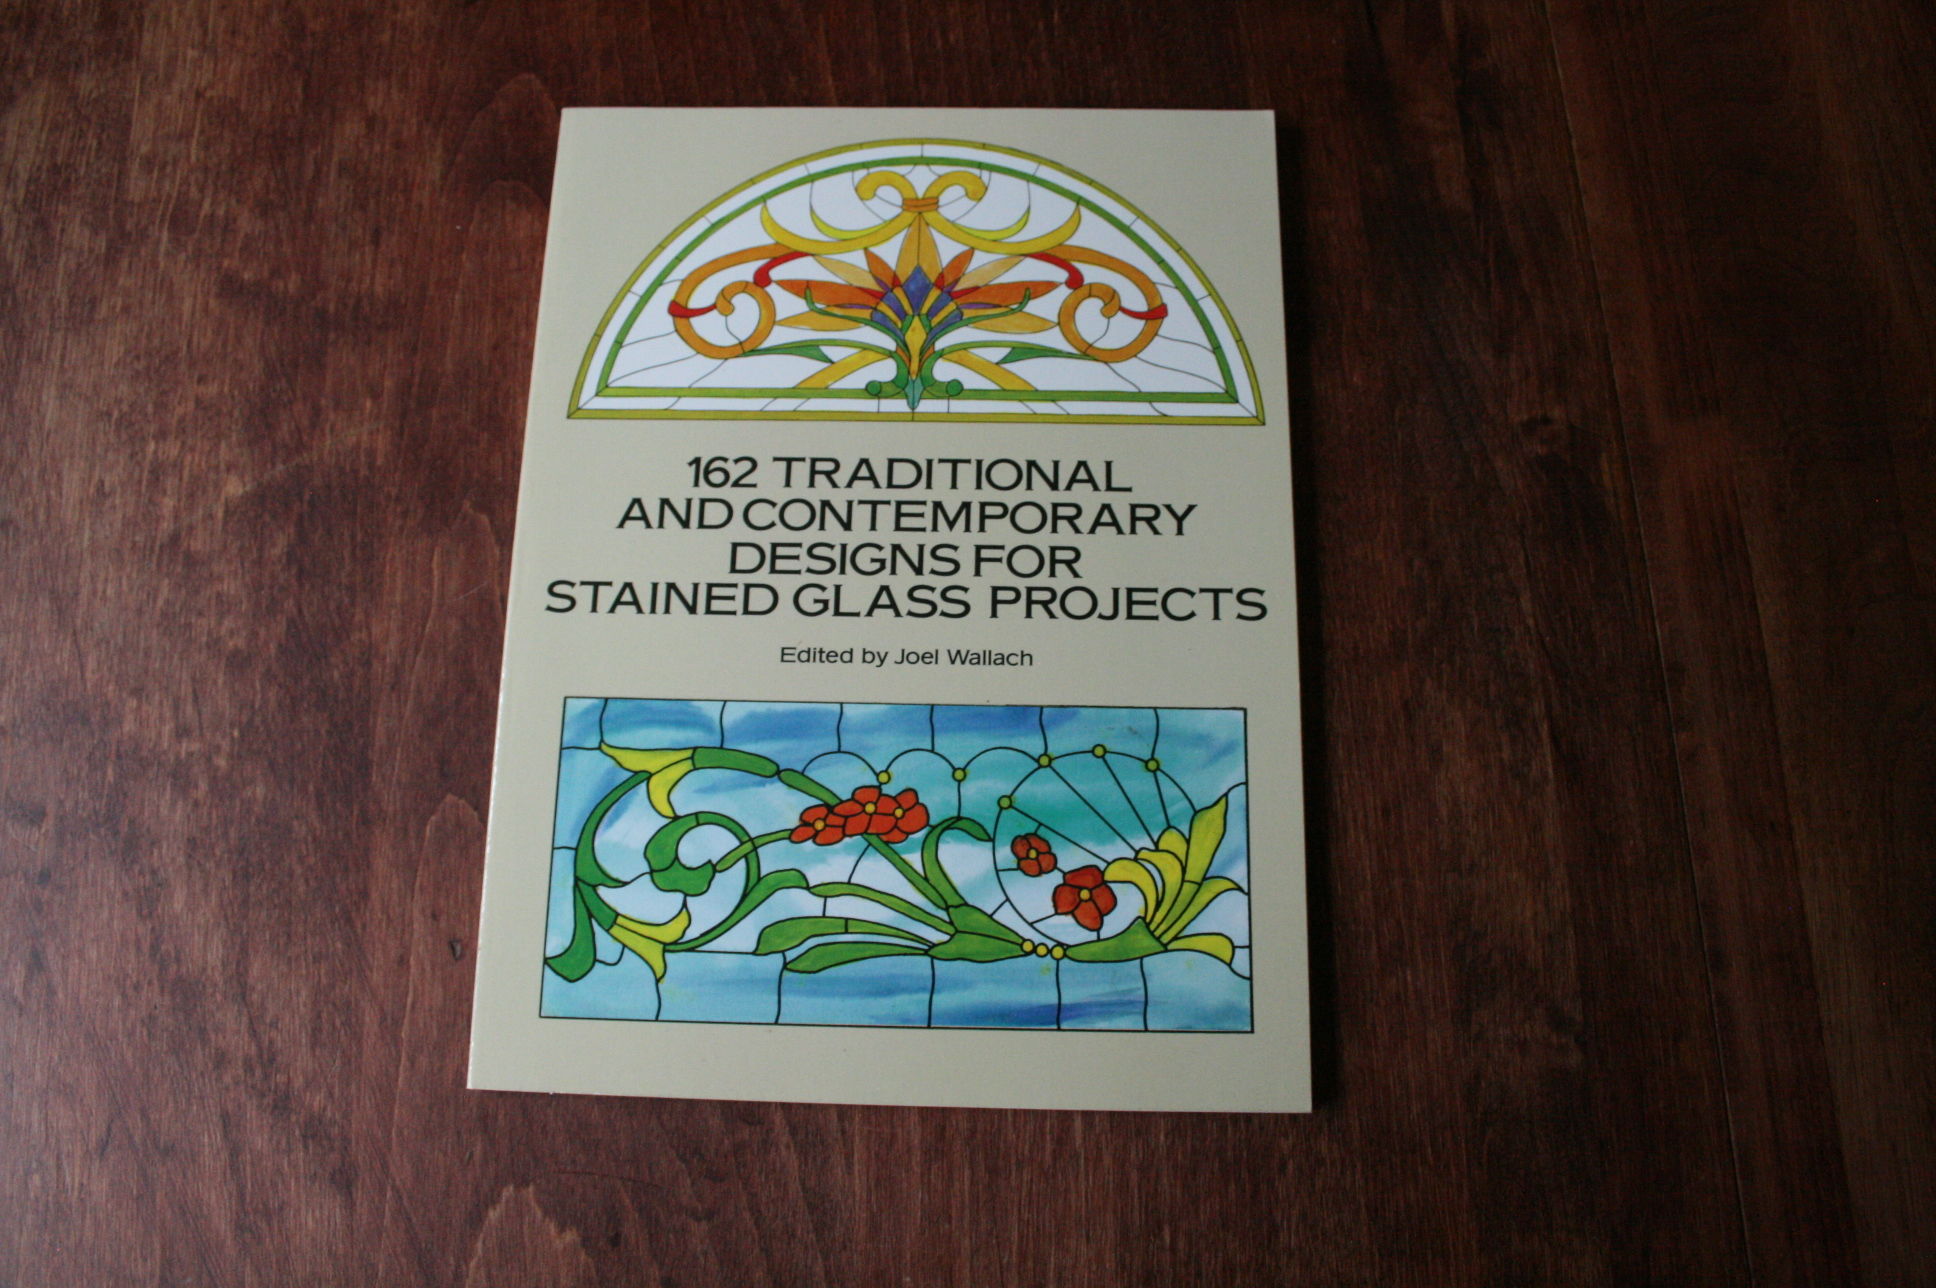 162 TRADITIONAL
AND CONTEMPORARY
DESIGNS FOR
STAINED GLASS PROJECTS
Edited by Joel Wallach